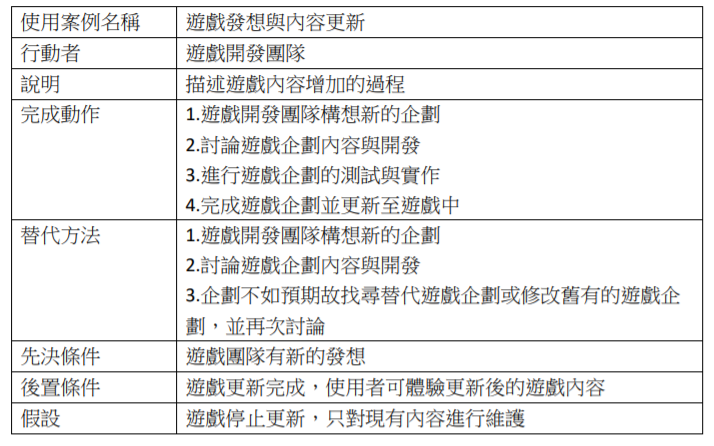 使用案例名稱 遊戲發想與內容更新
行動者 遊戲開發團隊
說明 描述遊戲內容增加的過程
完成動作 1.遊戲開發團隊構想新的企劃
2.討論遊戲企劃內容與開發
3.進行遊戲企劃的測試與實作
4.完成遊戲企劃並更新至遊戲中
替代方法 1.遊戲開發團隊構想新的企劃
2.討論遊戲企劃內容與開發
3.企劃不如預期故找尋替代遊戲企劃或修改舊有的遊戲企
劃，並再次討論
先決條件 遊戲團隊有新的發想
後置條件 遊戲更新完成，使用者可體驗更新後的遊戲內容
假設 遊戲停止更新，只對現有內容進行維護